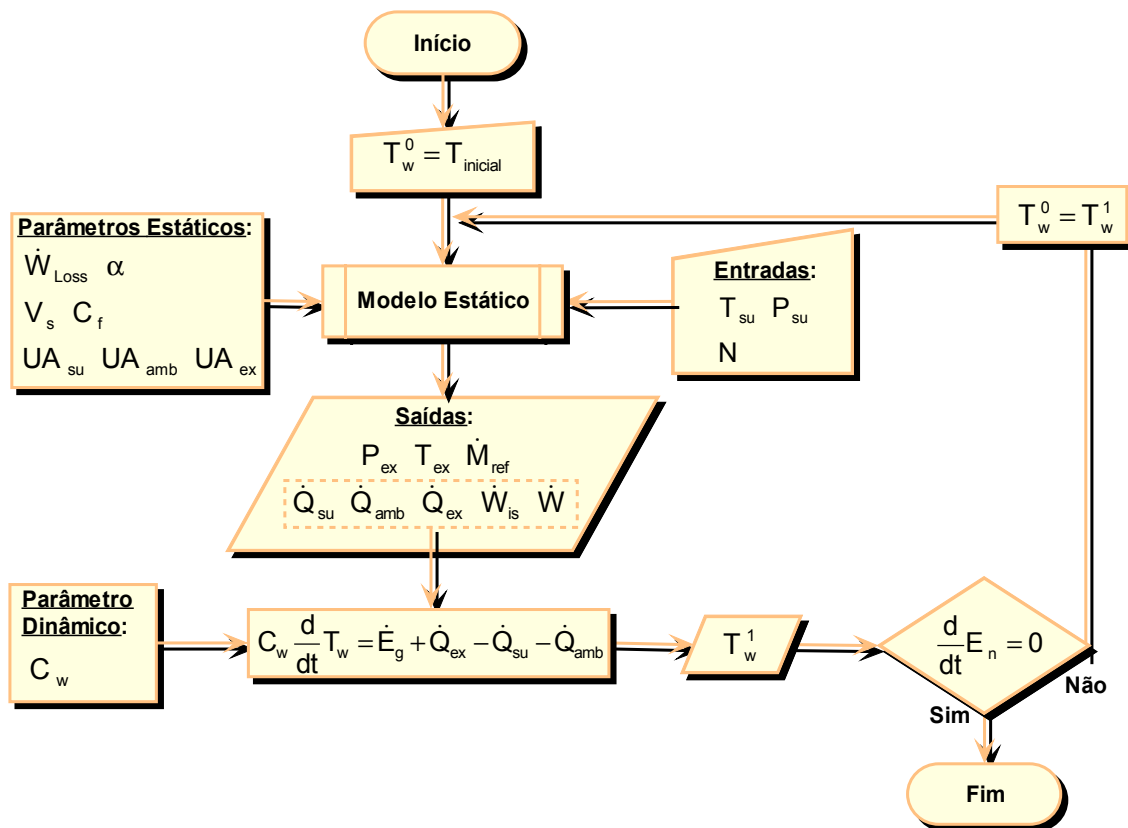 Início
T_w^0 = T_inicial
T_w^0 = T_w^1
Parâmetros Estáticos:
Ẇ_Loss α
V_s C_f
UA_su UA_amb UA_ex
Modelo Estático
Entradas:
T_su P_su
N
Saídas:
P_ex T_ex Ṁ_ref
Q̇_su Q̇_amb Q̇_ex Ẇ_is Ẇ
Parâmetro
Dinâmico:
C_w
C_w d/dt T_w = Ė_g + Q̇_ex − Q̇_su − Q̇_amb
T_w^1
d/dt E_n = 0
Não
Sim
Fim